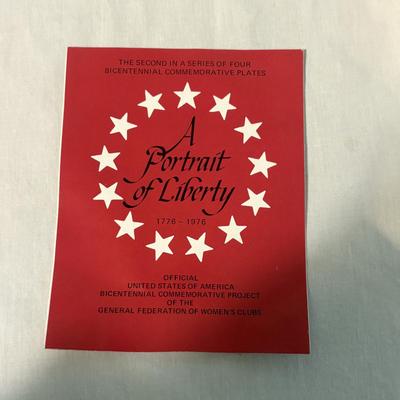 THE SECOND IN A SERIES OF FOUR
BICENTENNIAL COMMEMORATIVE PLATES
A
Portrait
of Liberty
1776 - 1976
OFFICIAL
UNITED STATES OF AMERICA
BICENTENNIAL COMMEMORATIVE PROJECT
OF THE
GENERAL FEDERATION OF WOMEN'S CLUBS